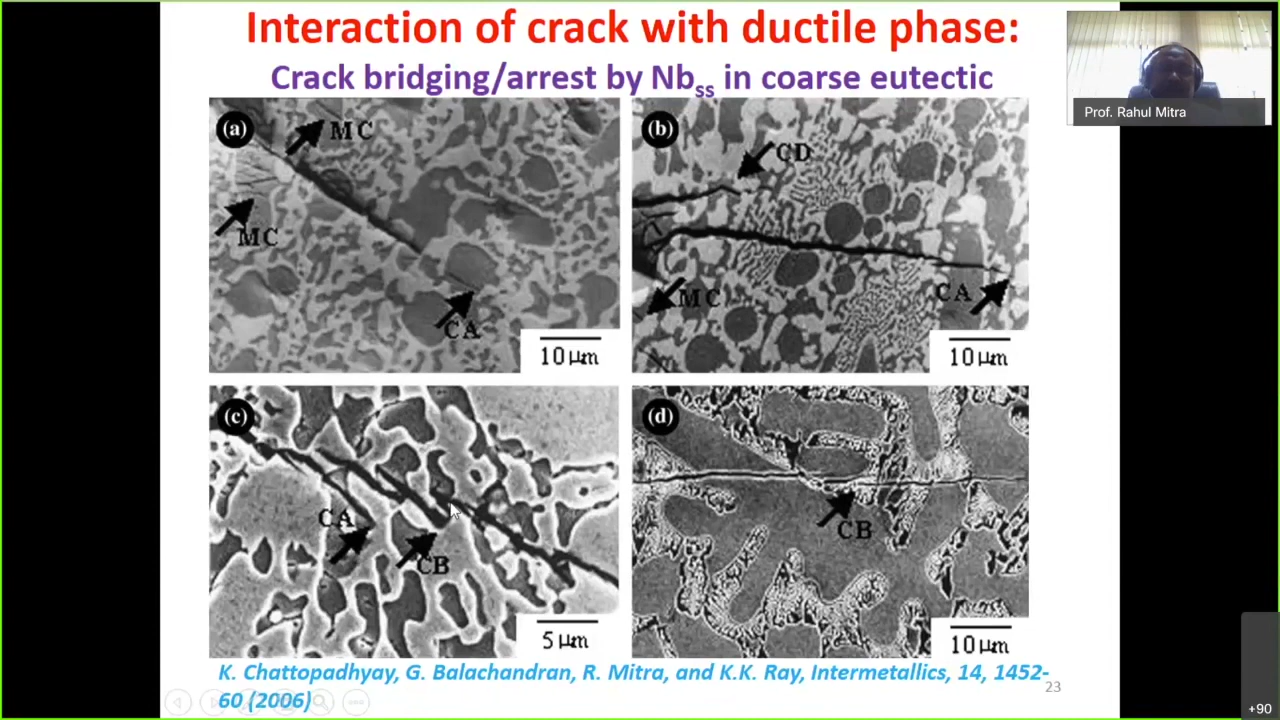 Interaction of crack with ductile phase:
Crack bridging/arrest by Nbss in coarse eutectic
Prof. Rahul Mitra
(a)
MC
MC
CA
10 μm
(b)
CD
MC
CA
10 μm
(c)
CA
CB
5 μm
(d)
CB
10 μm
K. Chattopadhyay, G. Balachandran, R. Mitra, and K.K. Ray, Intermetallics, 14, 1452-
60 (2006)
23
+90